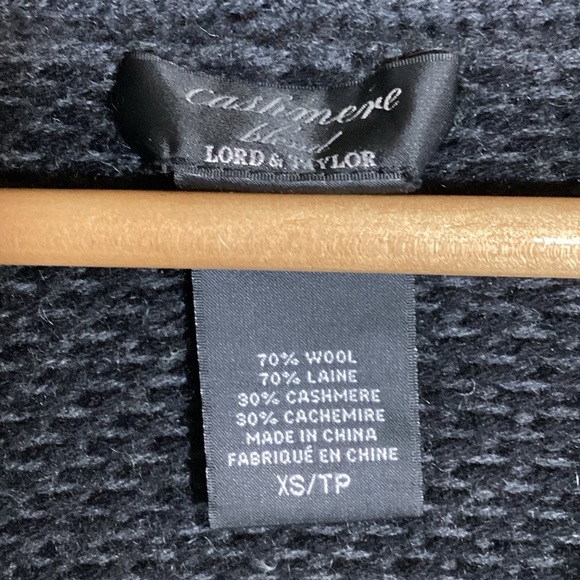 cashmere
blend
LORD & TAYLOR
70% WOOL
70% LAINE
30% CASHMERE
30% CACHEMIRE
MADE IN CHINA
FABRIQUÉ EN CHINE
XS/TP